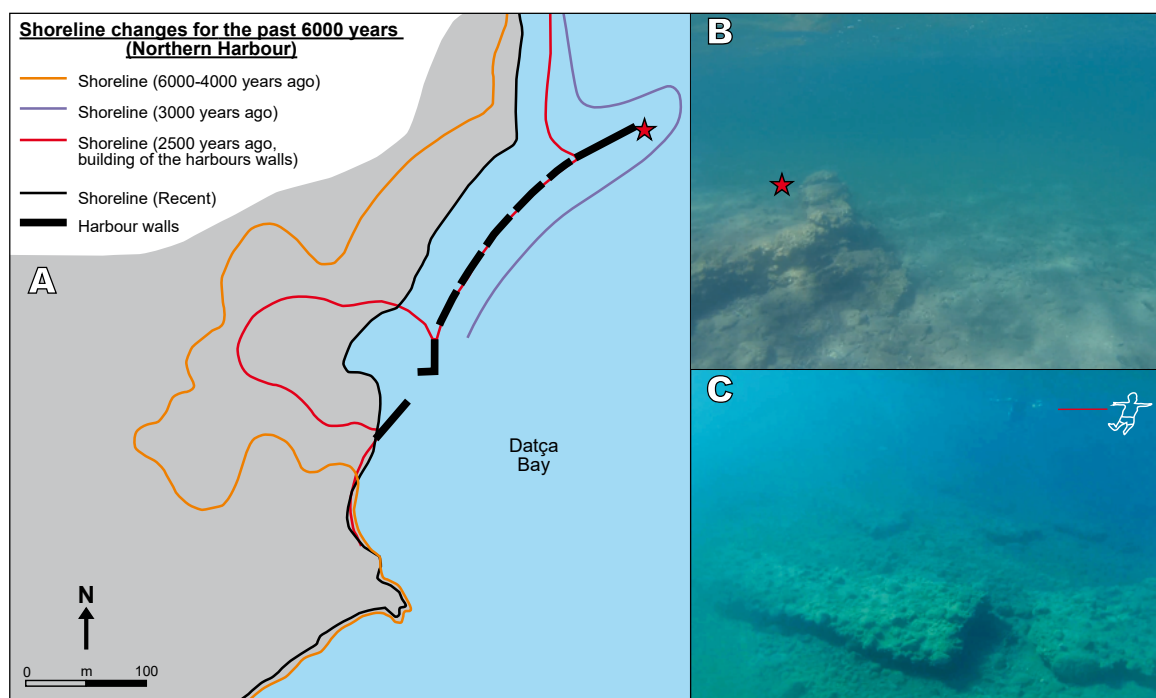 Shoreline changes for the past 6000 years
(Northern Harbour)
Shoreline (6000-4000 years ago)
Shoreline (3000 years ago)
Shoreline (2500 years ago,
building of the harbours walls)
Shoreline (Recent)
Harbour walls
A
Datça
Bay
N
0 m 100
B
C